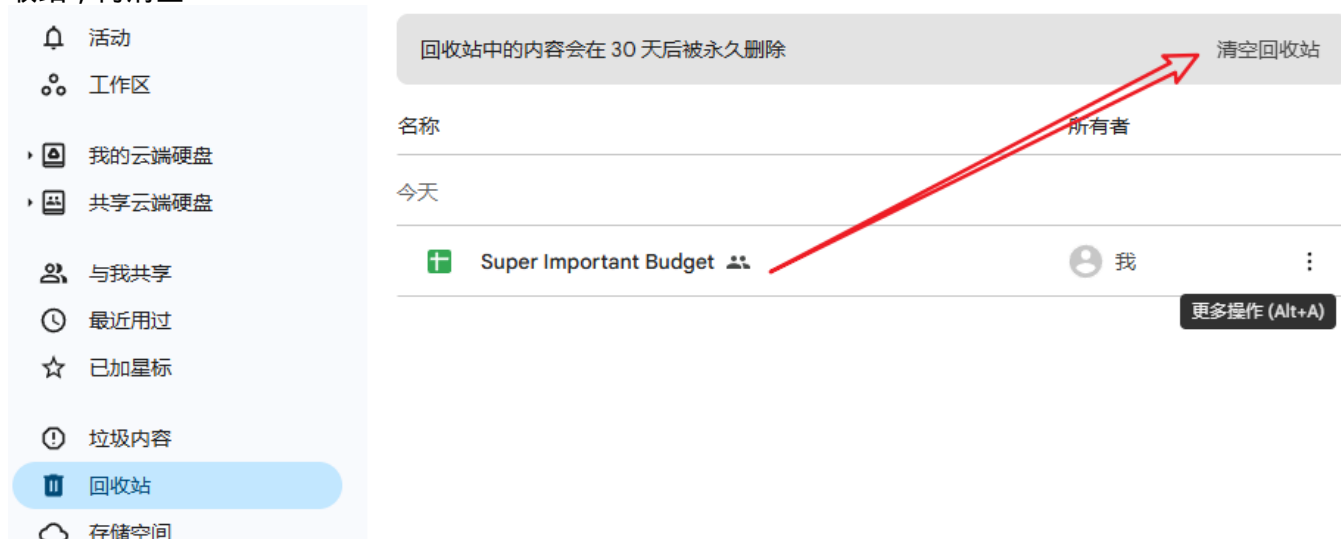 活动
工作区
我的云端硬盘
共享云端硬盘
与我共享
最近用过
已加星标
垃圾内容
回收站
存储空间
回收站中的内容会在 30 天后被永久删除
清空回收站
名称
所有者
今天
Super Important Budget
我
更多操作 (Alt+A)